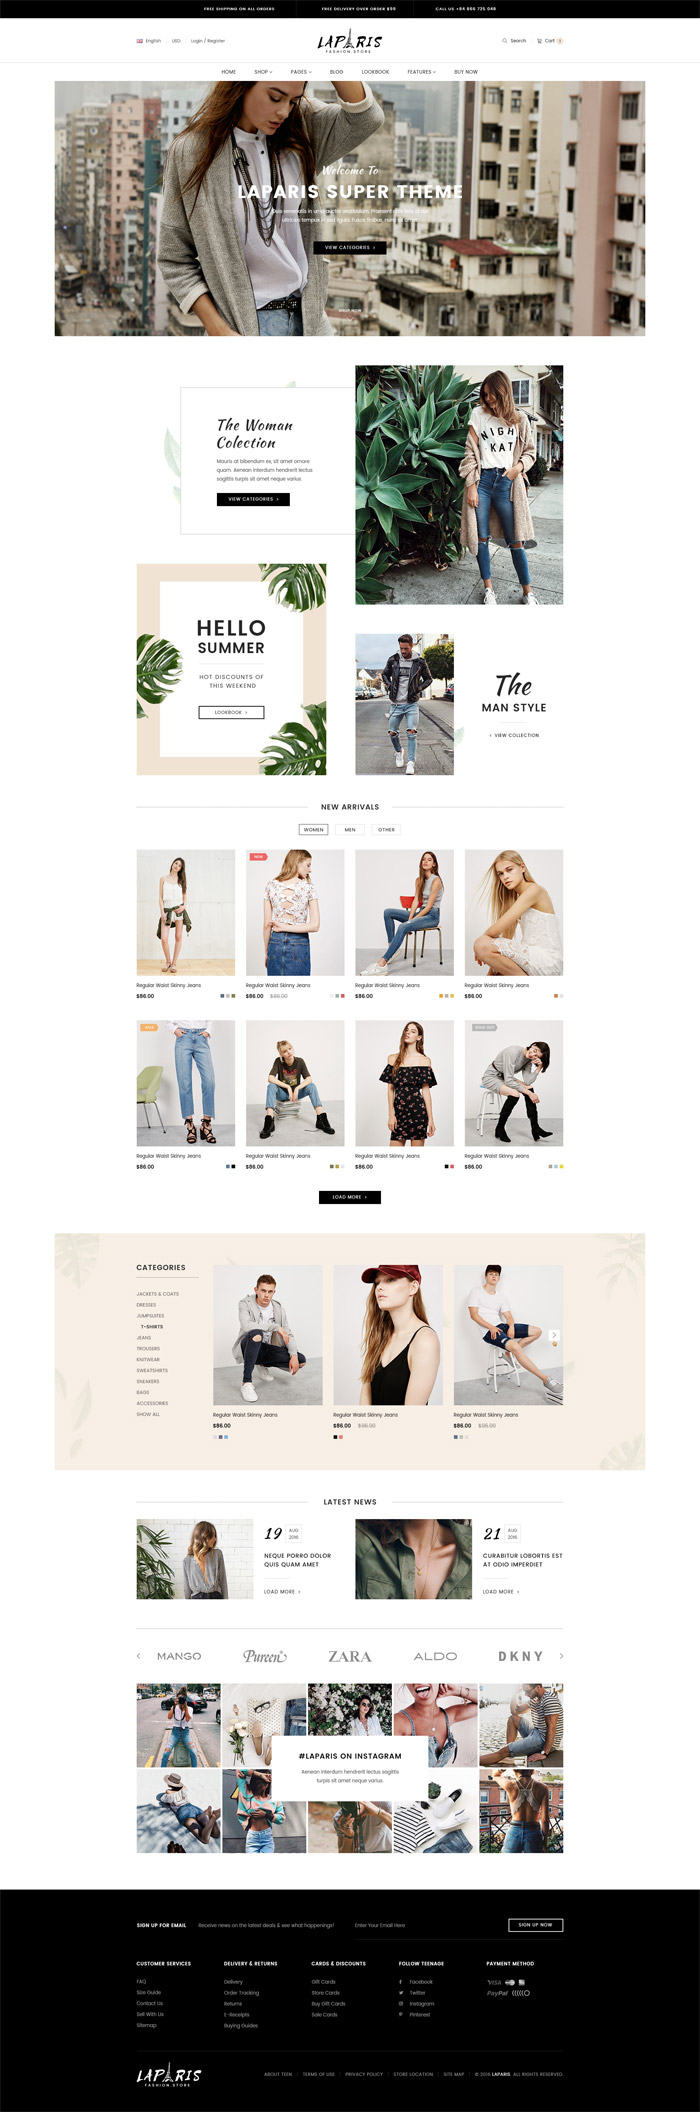 FREE SHIPPING ON ALL ORDERS
FREE DELIVERY OVER ORDER $99
CALL US +84 866 725 048
English
USD
Login / Register
LAPARIS
FASHION STORE
Search
Cart
HOME
SHOP
PAGES
BLOG
LOOKBOOK
FEATURES
BUY NOW
Welcome To
LAPARIS SUPER THEME
VIEW CATEGORIES >
The Woman
Colection
Mauris at bibendum ex, sit amet ornare
quam. Aenean interdum hendrerit lectus
sagittis turpis sit amet neque varius.
VIEW CATEGORIES >
NIGH
KAT
HELLO
SUMMER
HOT DISCOUNTS OF
THIS WEEKEND
LOOKBOOK >
The
MAN STYLE
> VIEW COLLECTION
NEW ARRIVALS
WOMEN
MEN
OTHER
NEW
Regular Waist Skinny Jeans
$86.00
Regular Waist Skinny Jeans
$86.00 $96.00
Regular Waist Skinny Jeans
$86.00
Regular Waist Skinny Jeans
$86.00
SALE
SOLD OUT
Regular Waist Skinny Jeans
$86.00
Regular Waist Skinny Jeans
$86.00
Regular Waist Skinny Jeans
$86.00
Regular Waist Skinny Jeans
$86.00
LOAD MORE >
CATEGORIES
JACKETS & COATS
DRESSES
JUMPSUITES
T-SHIRTS
JEANS
TROUSERS
KNITWEAR
SWEATSHIRTS
SNEAKERS
BAGS
ACCESSORIES
SHOW ALL
Regular Waist Skinny Jeans
$86.00
Regular Waist Skinny Jeans
$86.00 $96.00
Regular Waist Skinny Jeans
$86.00 $96.00
LATEST NEWS
19
AUG
2016
NEQUE PORRO DOLOR
QUIS QUAM AMET
LOAD MORE >
21
AUG
2016
CURABITUR LOBORTIS EST
AT ODIO IMPERDIET
LOAD MORE >
MANGO
Pureen
ZARA
ALDO
DKNY
#LAPARIS ON INSTAGRAM
Aenean interdum hendrerit lectus sagittis
turpis sit amet neque varius.
SIGN UP FOR EMAIL
Receive news on the latest deals & see what happenings!
Enter Your Email Here
SIGN UP NOW
CUSTOMER SERVICES
FAQ
Size Guide
Contact Us
Sell With Us
Sitemap
DELIVERY & RETURNS
Delivery
Order Tracking
Returns
E-Receipts
Buying Guides
CARDS & DISCOUNTS
Gift Cards
Store Cards
Buy Gift Cards
Sale Cards
FOLLOW TEENAGE
Facebook
Twitter
Instagram
Pinterest
PAYMENT METHOD
VISA
PayPal
LAPARIS
FASHION STORE
ABOUT TEEN
TERMS OF USE
PRIVACY POLICY
STORE LOCATION
SITE MAP
© 2016 LAPARIS. ALL RIGHTS RESERVED.